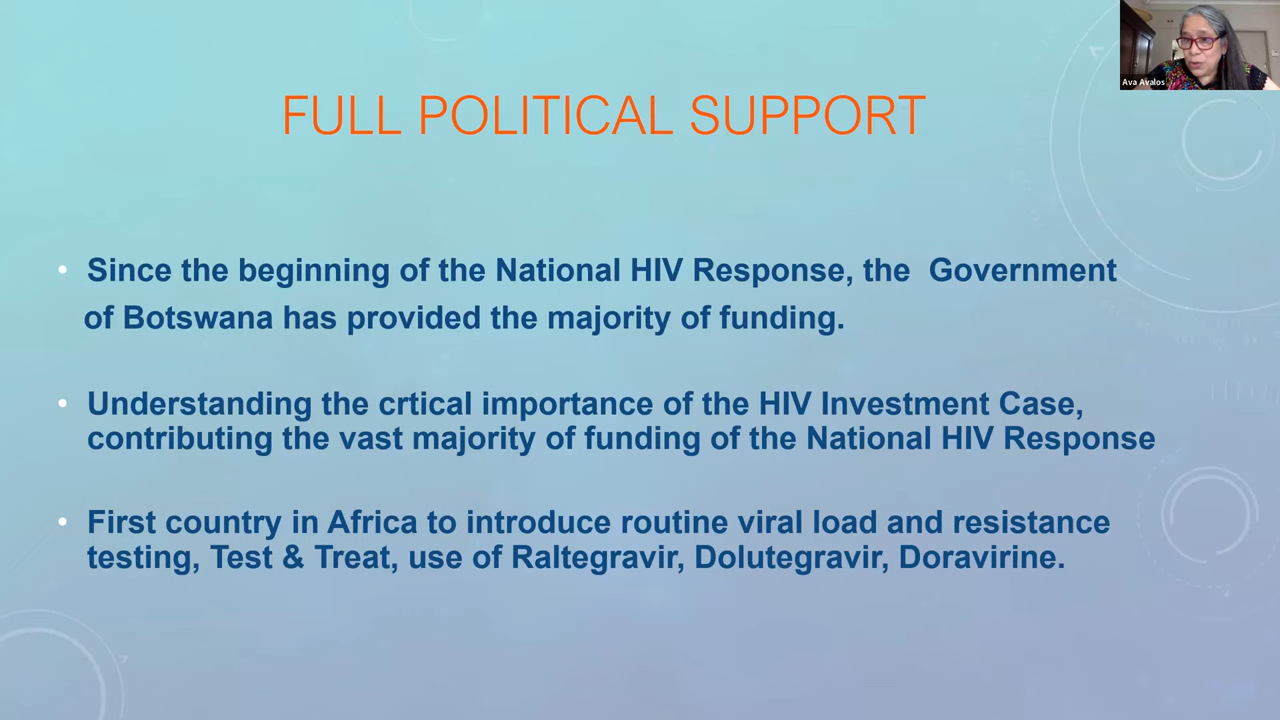 FULL POLITICAL SUPPORT
Ava Avalos
• Since the beginning of the National HIV Response, the  Government
of Botswana has provided the majority of funding.
• Understanding the crtical importance of the HIV Investment Case,
contributing the vast majority of funding of the National HIV Response
• First country in Africa to introduce routine viral load and resistance
testing, Test & Treat, use of Raltegravir, Dolutegravir, Doravirine.